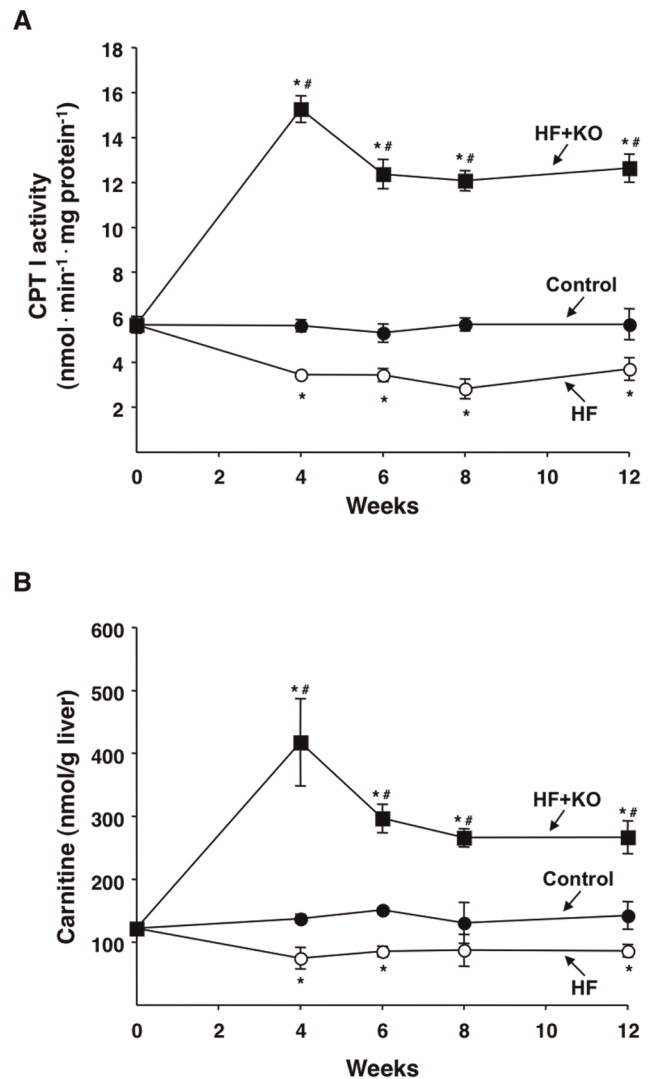 A
18
16
14
12
10
8
6
4
2
CPT I activity
(nmol · min-1 · mg protein-1)
* #
* #
* #
* #
HF+KO
Control
*
*
*
*
HF
0 2 4 6 8 10 12
Weeks
B
600
500
400
300
200
100
Carnitine (nmol/g liver)
* #
* #
* #
* #
HF+KO
Control
*
*
*
HF
0 2 4 6 8 10 12
Weeks